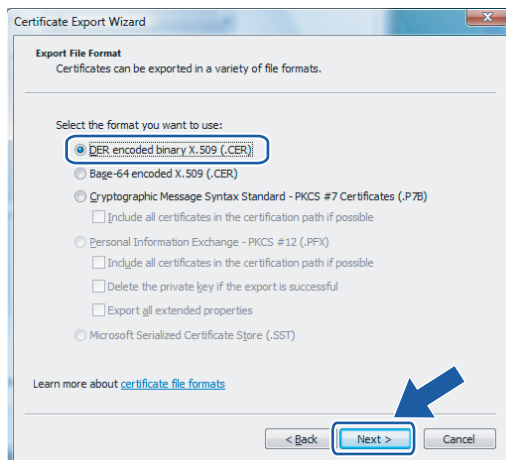 Certificate Export Wizard
Export File Format
Certificates can be exported in a variety of file formats.
Select the format you want to use:
DER encoded binary X.509 (.CER)
Base-64 encoded X.509 (.CER)
Cryptographic Message Syntax Standard - PKCS #7 Certificates (.P7B)
Include all certificates in the certification path if possible
Personal Information Exchange - PKCS #12 (.PFX)
Include all certificates in the certification path if possible
Delete the private key if the export is successful
Export all extended properties
Microsoft Serialized Certificate Store (.SST)
Learn more about certificate file formats
< Back Next > Cancel